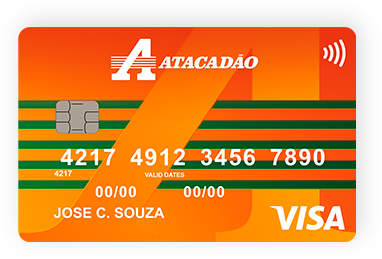 ATACADÃO
4217 4912 3456 7890
4217 VALID DATES
00/00 00/00
JOSE C. SOUZA
VISA